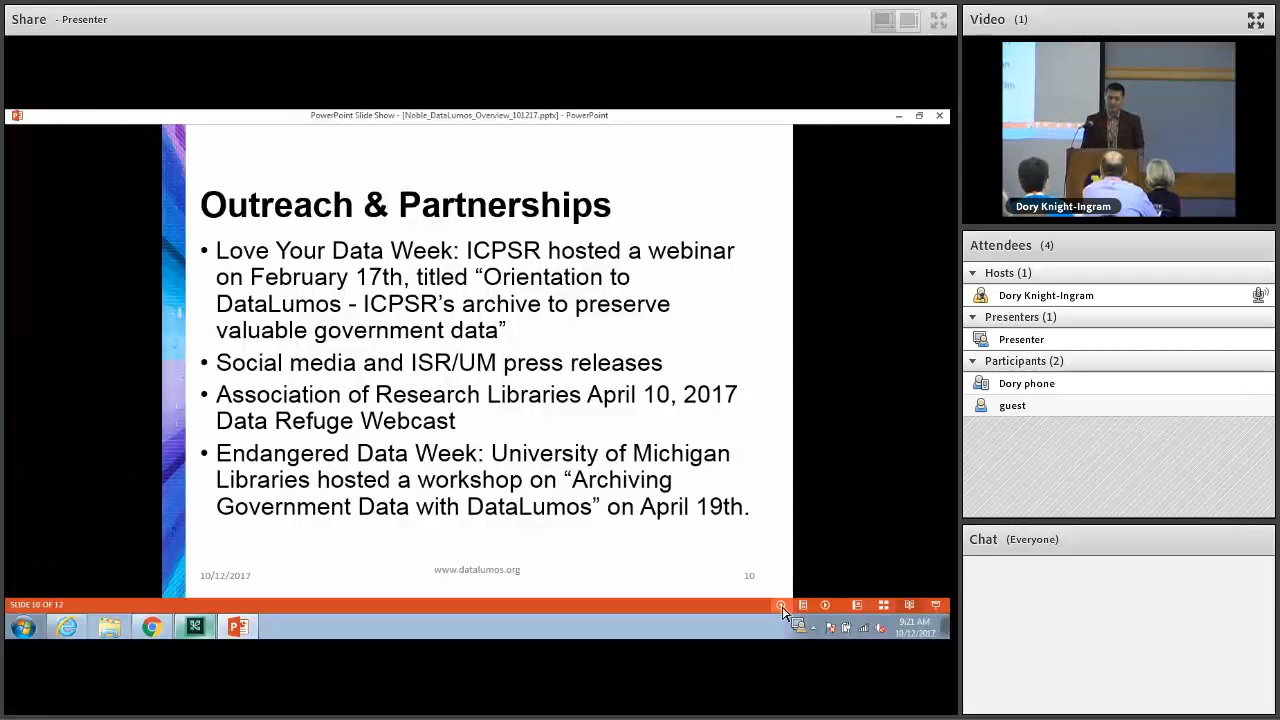 Share - Presenter
PowerPoint Slide Show - [Noble_DataLumos_Overview_101217.pptx] - PowerPoint
Outreach & Partnerships
• Love Your Data Week: ICPSR hosted a webinar
on February 17th, titled “Orientation to
DataLumos - ICPSR’s archive to preserve
valuable government data”
• Social media and ISR/UM press releases
• Association of Research Libraries April 10, 2017
Data Refuge Webcast
• Endangered Data Week: University of Michigan
Libraries hosted a workshop on “Archiving
Government Data with DataLumos” on April 19th.
10/12/2017
www.datalumos.org
10
SLIDE 10 OF 12
9:21 AM
10/12/2017
Video (1)
Dory Knight-Ingram
Attendees (4)
Hosts (1)
Dory Knight-Ingram
Presenters (1)
Presenter
Participants (2)
Dory phone
guest
Chat (Everyone)